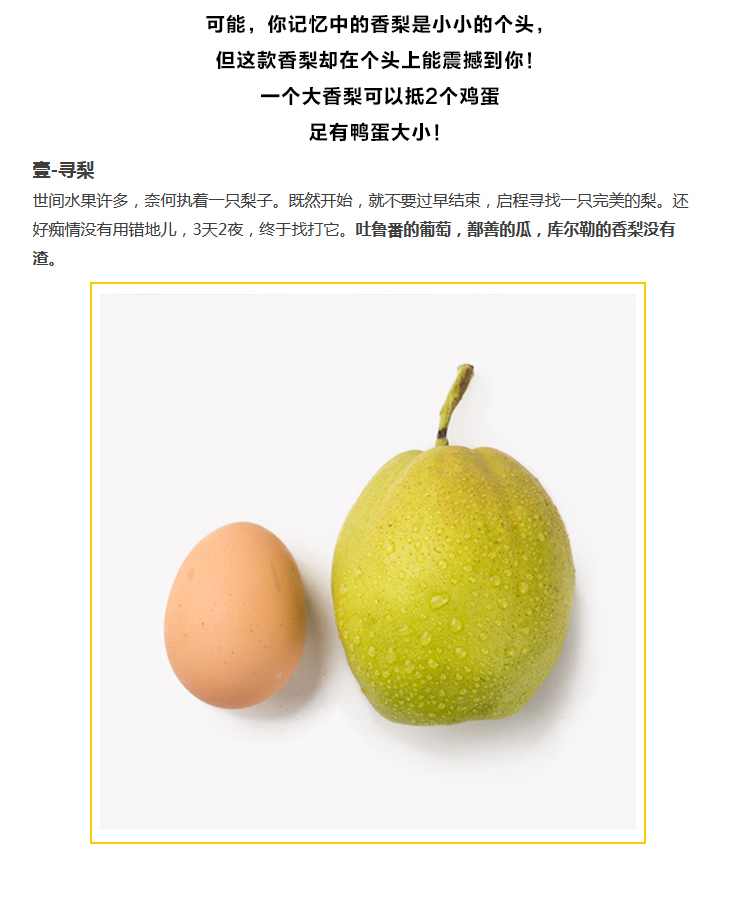 可能，你记忆中的香梨是小小的个头，
但这款香梨却在个头上能震撼到你！
一个大香梨可以抵2个鸡蛋
足有鸭蛋大小！
壹-寻梨
世间水果许多，奈何执着一只梨子。既然开始，就不要过早结束，启程寻找一只完美的梨。还
好痴情没有用错地儿，3天2夜，终于找打它。吐鲁番的葡萄，鄯善的瓜，库尔勒的香梨没有
渣。